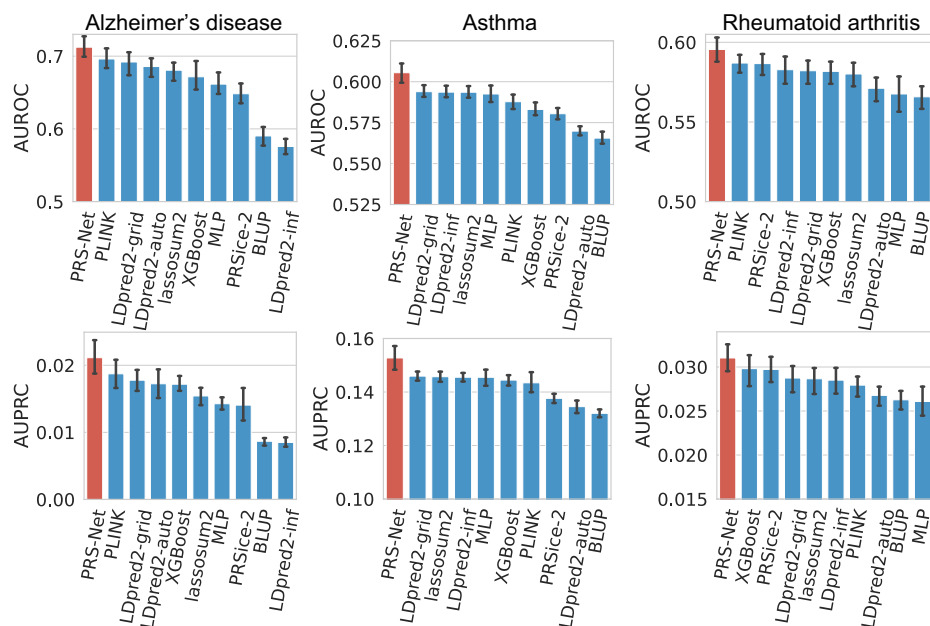 Alzheimer's disease
Asthma
Rheumatoid arthritis
AUROC
0.7
0.6
0.5
PRS-Net
PLINK
LDpred2-grid
LDpred2-auto
lassosum2
XGBoost
MLP
PRSice-2
BLUP
LDpred2-inf
AUROC
0.625
0.600
0.575
0.550
0.525
PRS-Net
LDpred2-grid
LDpred2-inf
lassosum2
MLP
PLINK
XGBoost
PRSice-2
LDpred2-auto
BLUP
AUROC
0.60
0.55
0.50
PRS-Net
PLINK
PRSice-2
LDpred2-inf
LDpred2-grid
XGBoost
lassosum2
LDpred2-auto
MLP
BLUP
AUPRC
0.02
0.01
0.00
PRS-Net
PLINK
LDpred2-grid
LDpred2-auto
XGBoost
lassosum2
MLP
PRSice-2
BLUP
LDpred2-inf
AUPRC
0.16
0.14
0.12
0.10
PRS-Net
LDpred2-grid
lassosum2
LDpred2-inf
MLP
XGBoost
PLINK
PRSice-2
LDpred2-auto
BLUP
AUPRC
0.030
0.025
0.020
0.015
PRS-Net
XGBoost
PRSice-2
LDpred2-grid
lassosum2
LDpred2-inf
PLINK
LDpred2-auto
BLUP
MLP